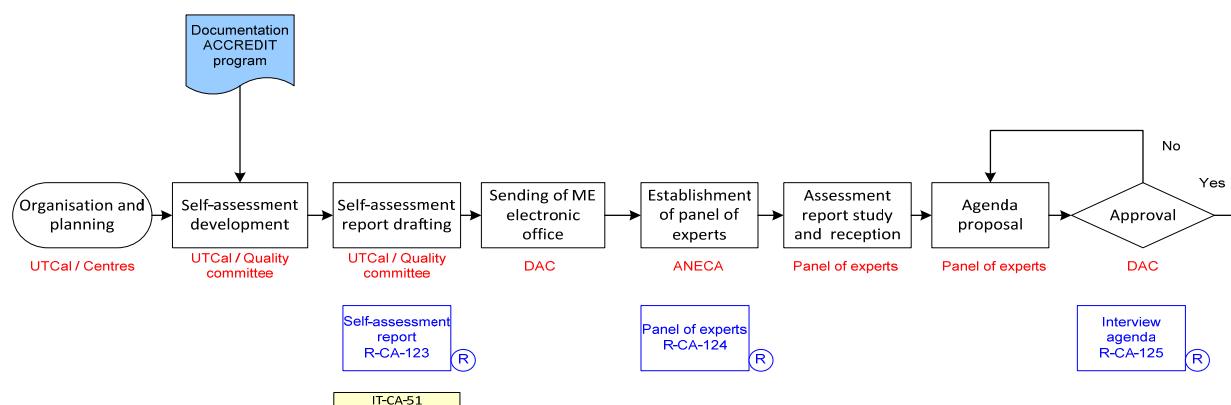 Documentation
ACCREDIT
program
No
Yes
Organisation and
planning
Self-assessment
development
Self-assessment
report drafting
Sending of ME
electronic
office
Establishment
of panel of
experts
Assessment
report study
and reception
Agenda
proposal
Approval
UTCal / Centres
UTCal / Quality
committee
UTCal / Quality
committee
DAC
ANECA
Panel of experts
Panel of experts
DAC
Self-assessment
report
R-CA-123
R
Panel of experts
R-CA-124
R
Interview
agenda
R-CA-125
R
IT-CA-51